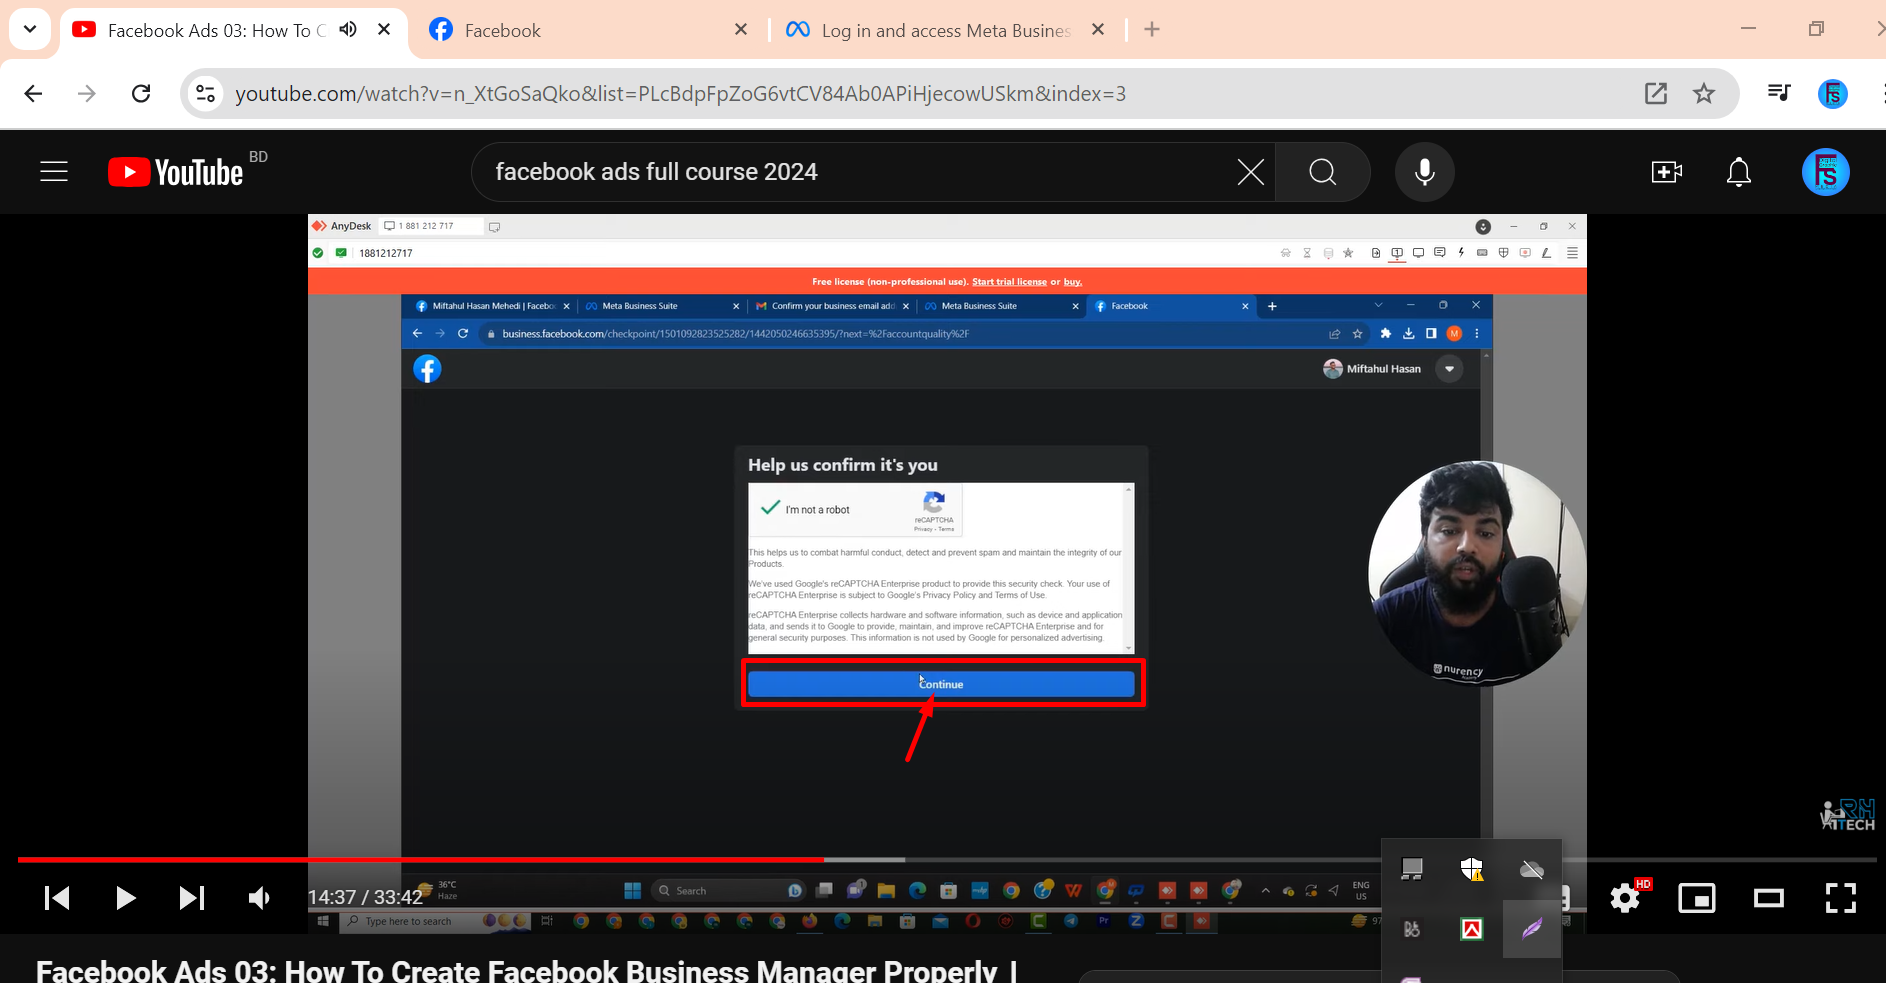 Facebook Ads 03: How To C
Facebook
Log in and access Meta Busines
youtube.com/watch?v=n_XtGoSaQko&list=PLcBdpFpZoG6vtCV84Ab0APiHjecowUSkm&index=3
YouTube BD
facebook ads full course 2024
AnyDesk
1 881 212 717
1881212717
Free license (non-professional use). Start trial license or buy.
Miftahul Hasan Mehedi | Facebo
Meta Business Suite
Confirm your business email add
Meta Business Suite
Facebook
business.facebook.com/checkpoint/1501092823525282/1442050246635395/?next=%2Faccountquality%2F
M
Miftahul Hasan
Help us confirm it's you
I'm not a robot
reCAPTCHA
Privacy - Terms
This helps us to combat harmful conduct, detect and prevent spam and maintain the integrity of our
Products.
We've used Google's reCAPTCHA Enterprise product to provide this security check. Your use of
reCAPTCHA Enterprise is subject to Google's Privacy Policy and Terms of Use.
reCAPTCHA Enterprise collects hardware and software information, such as device and application
data, and sends it to Google to provide, maintain, and improve reCAPTCHA Enterprise and for
general security purposes. This information is not used by Google for personalized advertising.
Continue
nurency
RH
ITECH
14:37 / 33:42
36°C
Haze
Search
ENG
US
HD
Type here to search
Facebook Ads 03: How To Create Facebook Business Manager Properly |